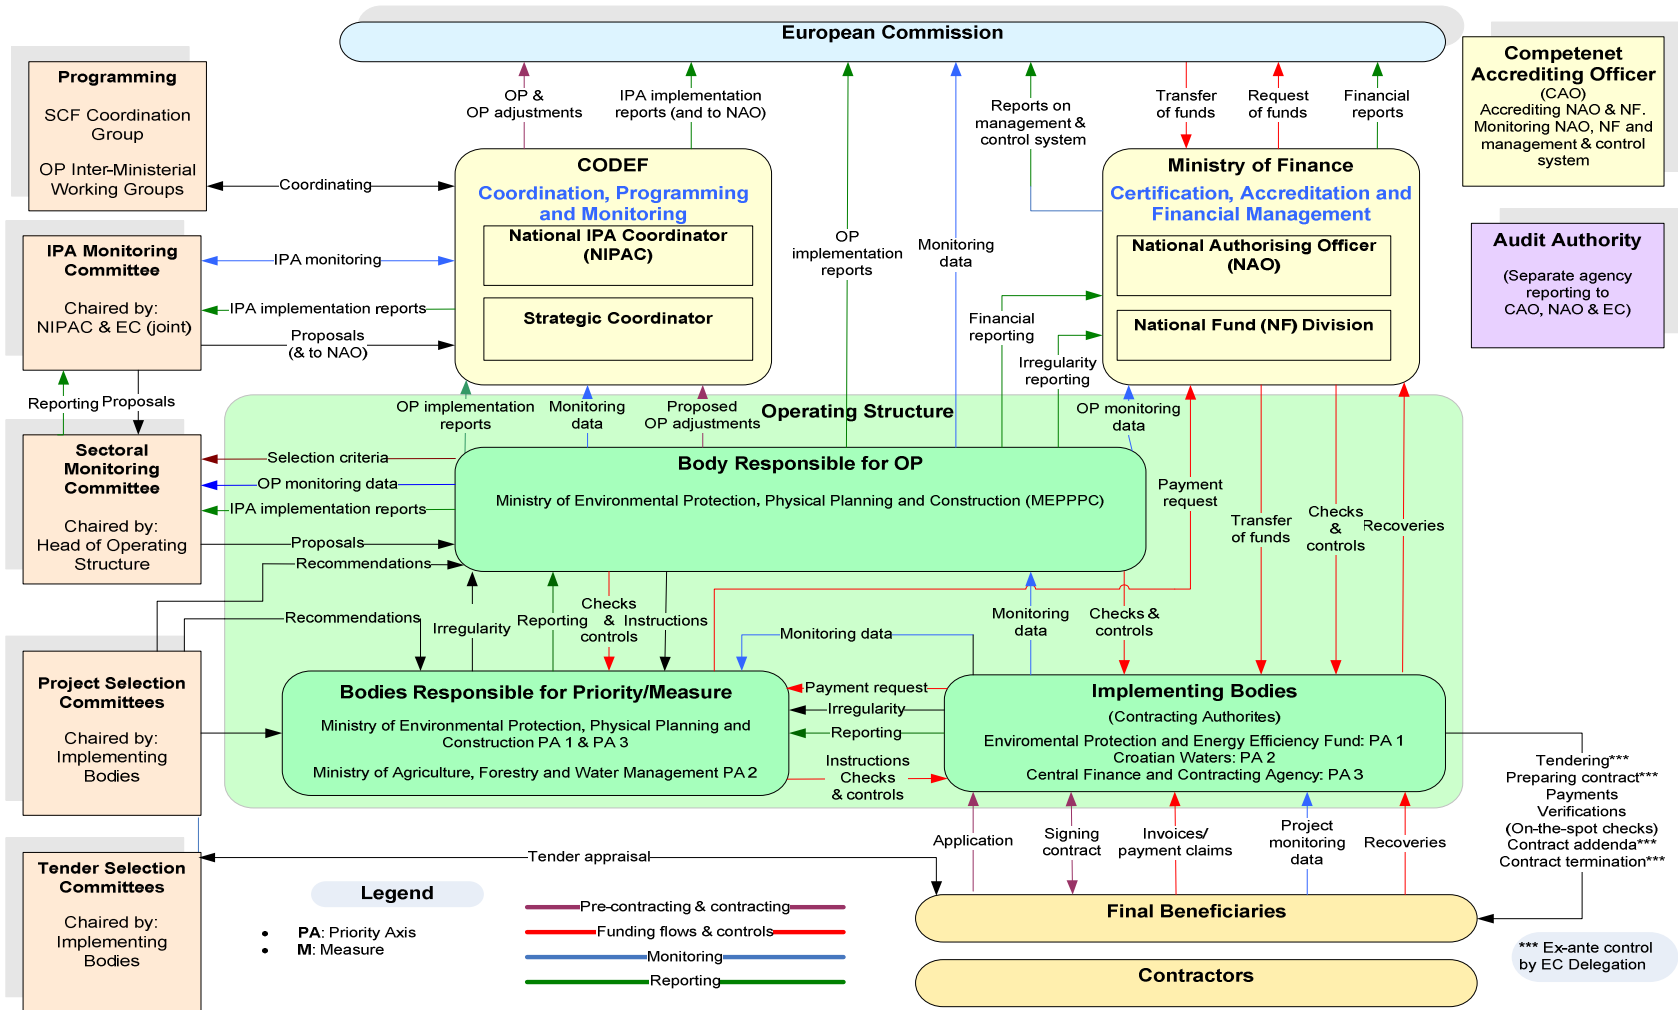 European Commission
Competenet
Accrediting Officer
(CAO)
Accrediting NAO & NF.
Monitoring NAO, NF and
management & control
system
Programming
SCF Coordination
Group
OP Inter-Ministerial
Working Groups
OP &
OP adjustments
IPA implementation
reports (and to NAO)
Reports on
management &
control system
Transfer
of funds
Request
of funds
Financial
reports
Coordinating
CODEF
Coordination, Programming
and Monitoring
National IPA Coordinator
(NIPAC)
Strategic Coordinator
Ministry of Finance
Certification, Accreditation and
Financial Management
National Authorising Officer
(NAO)
National Fund (NF) Division
Audit Authority
(Separate agency
reporting to
CAO, NAO & EC)
IPA Monitoring
Committee
Chaired by:
NIPAC & EC (joint)
IPA monitoring
IPA implementation reports
Proposals
(& to NAO)
OP
implementation
reports
Monitoring
data
Financial
reporting
Irregularity
reporting
Reporting
Proposals
OP implementation
reports
Monitoring
data
Proposed
OP adjustments
Operating Structure
OP monitoring
data
Sectoral
Monitoring
Committee
Chaired by:
Head of Operating
Structure
Selection criteria
OP monitoring data
IPA implementation reports
Proposals
Recommendations
Body Responsible for OP
Ministry of Environmental Protection, Physical Planning and Construction (MEPPPC)
Payment
request
Transfer
of funds
Checks
&
controls
Recoveries
Recommendations
Irregularity
Reporting
Checks
&
controls
Instructions
Monitoring data
Monitoring
data
Checks &
controls
Project Selection
Committees
Chaired by:
Implementing
Bodies
Bodies Responsible for Priority/Measure
Ministry of Environmental Protection, Physical Planning and
Construction PA 1 & PA 3
Ministry of Agriculture, Forestry and Water Management PA 2
Payment request
Irregularity
Reporting
Instructions
Checks
& controls
Implementing Bodies
(Contracting Authorites)
Enviromental Protection and Energy Efficiency Fund: PA 1
Croatian Waters: PA 2
Central Finance and Contracting Agency: PA 3
Tendering***
Preparing contract***
Payments
Verifications
(On-the-spot checks)
Contract addenda***
Contract termination***
Application
Signing
contract
Invoices/
payment claims
Project
monitoring
data
Recoveries
Tender Selection
Committees
Chaired by:
Implementing
Bodies
Tender appraisal
Legend
• PA: Priority Axis
• M: Measure
Pre-contracting & contracting
Funding flows & controls
Monitoring
Reporting
Final Beneficiaries
Contractors
*** Ex-ante control
by EC Delegation